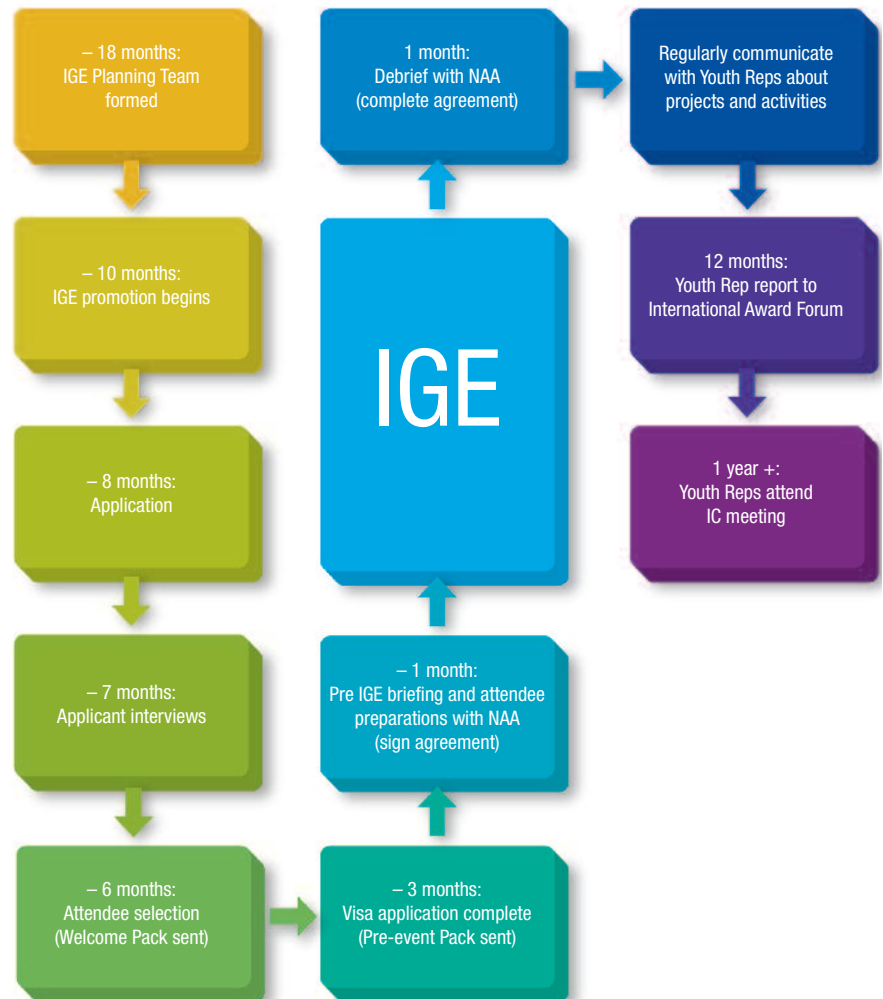 – 18 months:
IGE Planning Team
formed
– 10 months:
IGE promotion begins
– 8 months:
Application
– 7 months:
Applicant interviews
– 6 months:
Attendee selection
(Welcome Pack sent)
– 3 months:
Visa application complete
(Pre-event Pack sent)
– 1 month:
Pre IGE briefing and attendee
preparations with NAA
(sign agreement)
IGE
1 month:
Debrief with NAA
(complete agreement)
Regularly communicate
with Youth Reps about
projects and activities
12 months:
Youth Rep report to
International Award Forum
1 year +:
Youth Reps attend
IC meeting